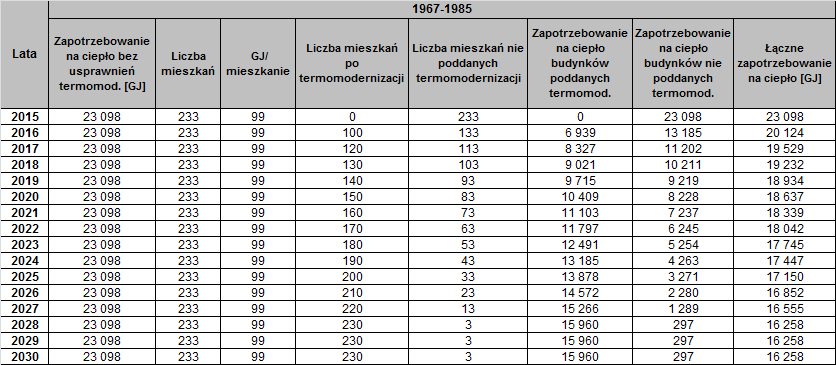 1967-1985
Lata | Zapotrzebowanie na ciepło bez usprawnień termomod. [GJ] | Liczba mieszkań | GJ/ mieszkanie | Liczba mieszkań po termomodernizacji | Liczba mieszkań nie poddanych termomodernizacji | Zapotrzebowanie na ciepło budynków poddanych termomod. | Zapotrzebowanie na ciepło budynków nie poddanych termomod. | Łączne zapotrzebowanie na ciepło [GJ]
2015 | 23 098 | 233 | 99 | 0 | 233 | 0 | 23 098 | 23 098
2016 | 23 098 | 233 | 99 | 100 | 133 | 6 939 | 13 185 | 20 124
2017 | 23 098 | 233 | 99 | 120 | 113 | 8 327 | 11 202 | 19 529
2018 | 23 098 | 233 | 99 | 130 | 103 | 9 021 | 10 211 | 19 232
2019 | 23 098 | 233 | 99 | 140 | 93 | 9 715 | 9 219 | 18 934
2020 | 23 098 | 233 | 99 | 150 | 83 | 10 409 | 8 228 | 18 637
2021 | 23 098 | 233 | 99 | 160 | 73 | 11 103 | 7 237 | 18 339
2022 | 23 098 | 233 | 99 | 170 | 63 | 11 797 | 6 245 | 18 042
2023 | 23 098 | 233 | 99 | 180 | 53 | 12 491 | 5 254 | 17 745
2024 | 23 098 | 233 | 99 | 190 | 43 | 13 185 | 4 263 | 17 447
2025 | 23 098 | 233 | 99 | 200 | 33 | 13 878 | 3 271 | 17 150
2026 | 23 098 | 233 | 99 | 210 | 23 | 14 572 | 2 280 | 16 852
2027 | 23 098 | 233 | 99 | 220 | 13 | 15 266 | 1 289 | 16 555
2028 | 23 098 | 233 | 99 | 230 | 3 | 15 960 | 297 | 16 258
2029 | 23 098 | 233 | 99 | 230 | 3 | 15 960 | 297 | 16 258
2030 | 23 098 | 233 | 99 | 230 | 3 | 15 960 | 297 | 16 258